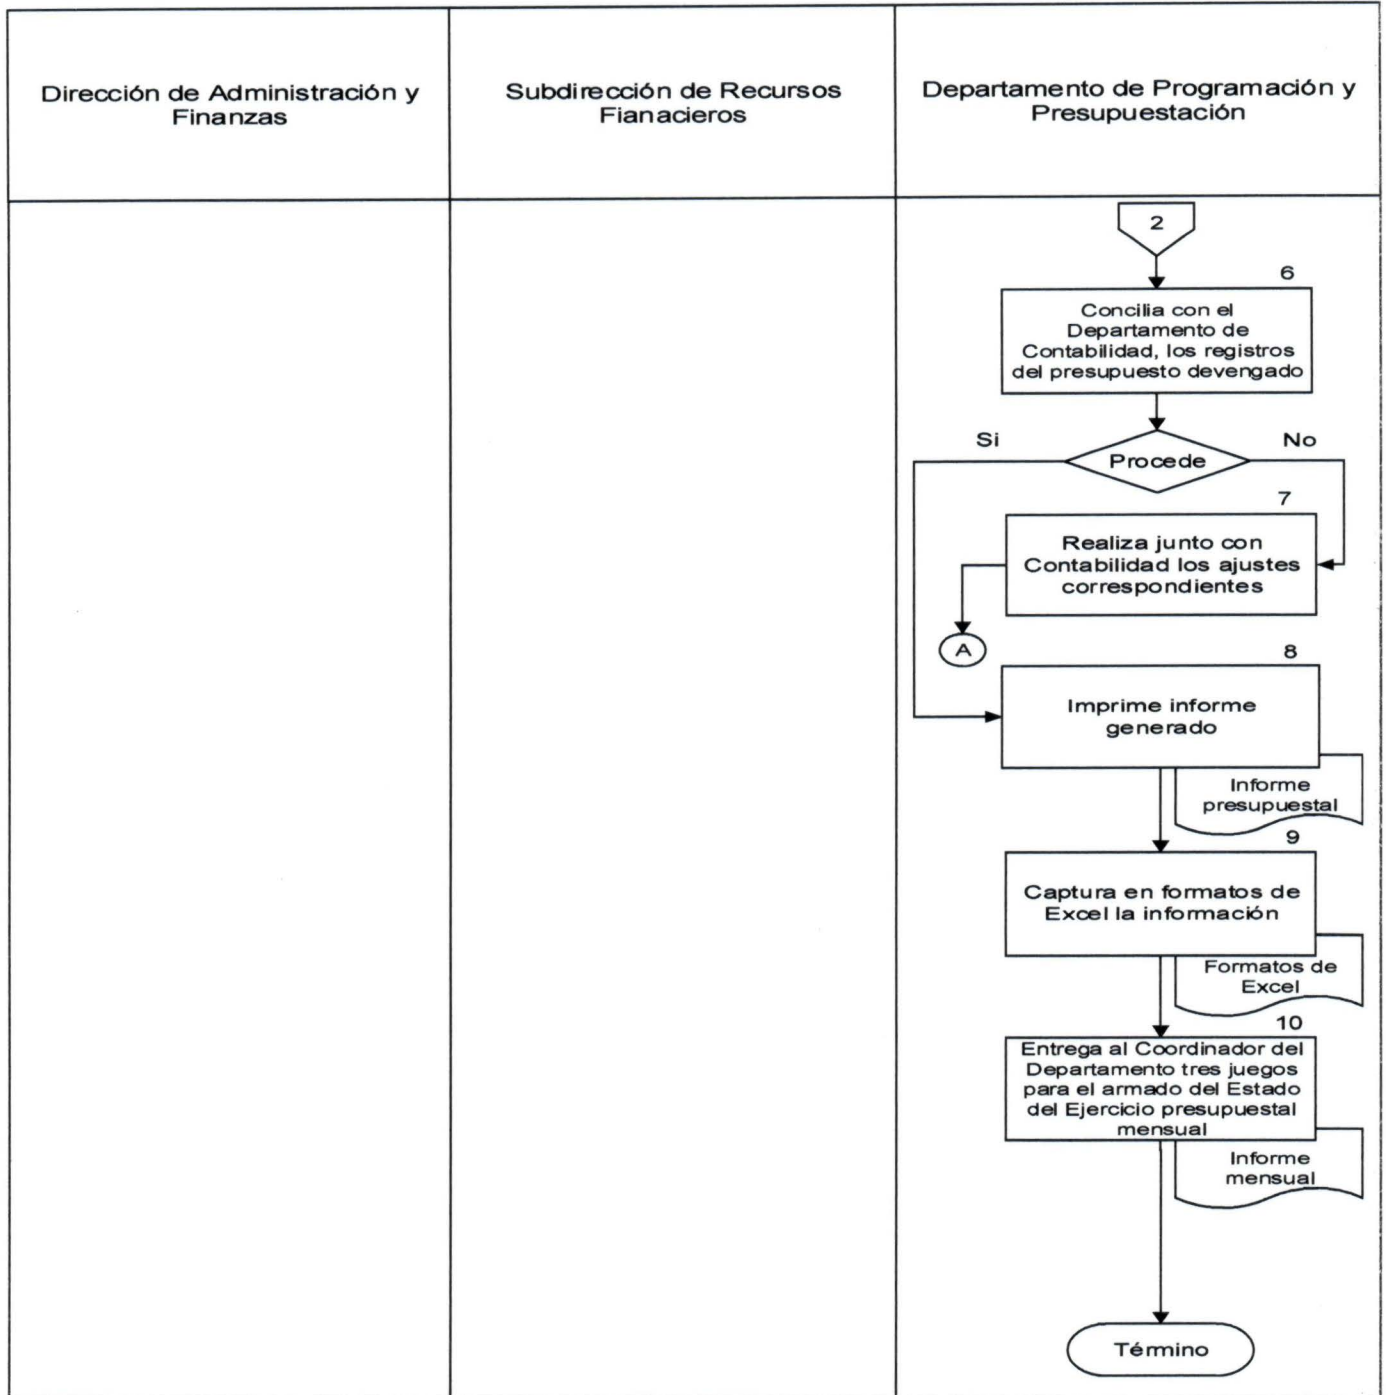 Dirección de Administración y
Finanzas
Subdirección de Recursos
Fianacieros
Departamento de Programación y
Presupuestación
2
6
Concilia con el
Departamento de
Contabilidad, los registros
del presupuesto devengado
Si
Procede
No
7
Realiza junto con
Contabilidad los ajustes
correspondientes
A
8
Imprime informe
generado
Informe
presupuestal
9
Captura en formatos de
Excel la información
Formatos de
Excel
10
Entrega al Coordinador del
Departamento tres juegos
para el armado del Estado
del Ejercicio presupuestal
mensual
Informe
mensual
Término